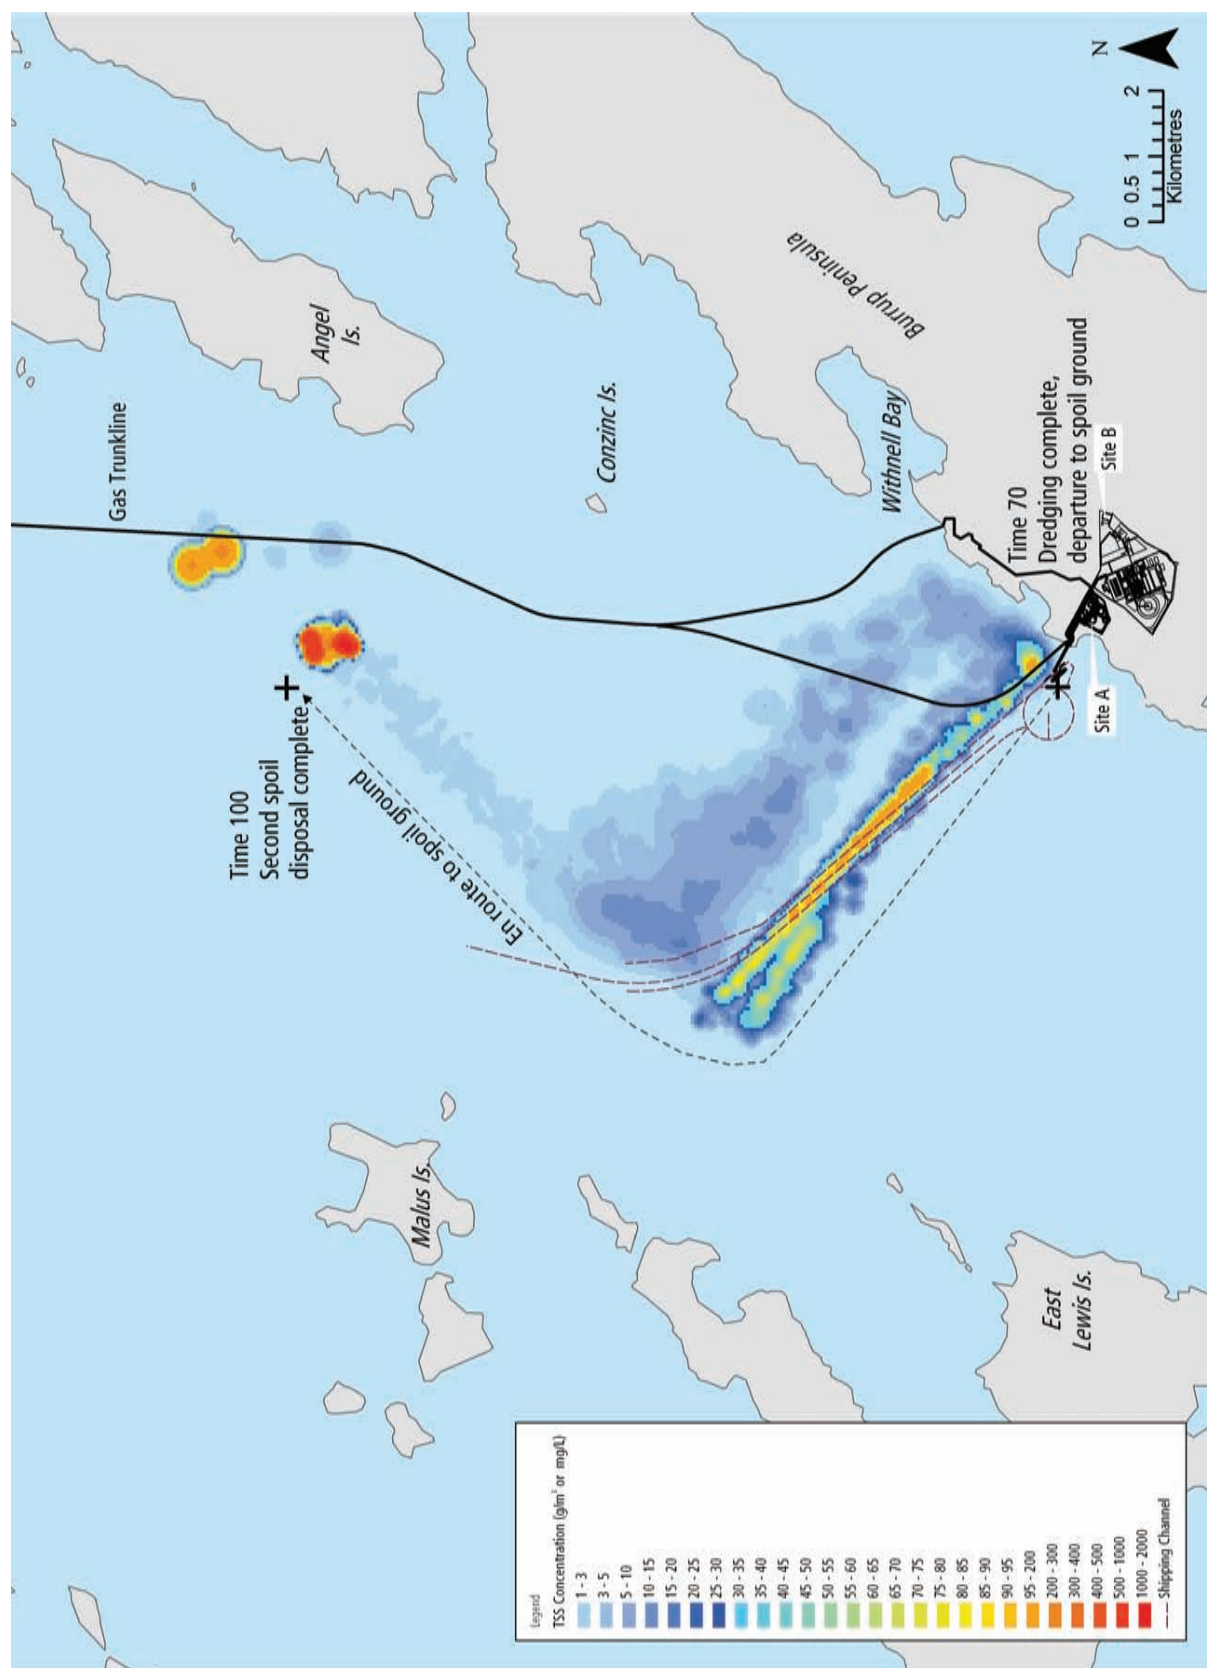 Gas Trunkline
Angel
Is.
Time 100
Second spoil
disposal complete
En route to spoil ground
Conzinc Is.
Burrup Peninsula
Withnell Bay
Time 70
Dredging complete,
departure to spoil ground
Site B
Site A
Malus Is.
East
Lewis Is.
N
0 0.5 1 2
Kilometres
Legend
TSS Concentration (g/m³ or mg/L)
1 - 3
3 - 5
5 - 10
10 - 15
15 - 20
20 - 25
25 - 30
30 - 35
35 - 40
40 - 45
45 - 50
50 - 55
55 - 60
60 - 65
65 - 70
70 - 75
75 - 80
80 - 85
85 - 90
90 - 95
95 - 200
200 - 300
300 - 400
400 - 500
500 - 1000
1000 - 2000
Shipping Channel